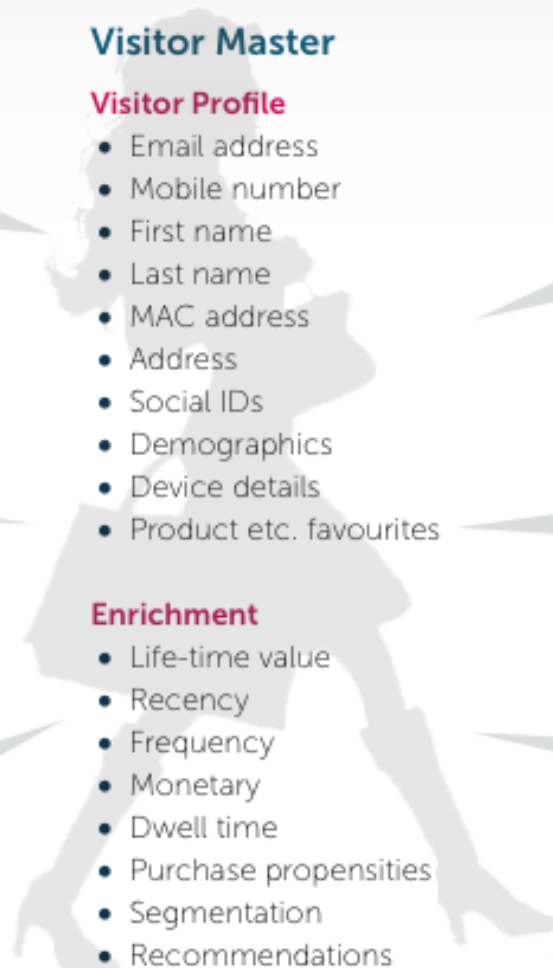 Visitor Master
Visitor Profile
• Email address
• Mobile number
• First name
• Last name
• MAC address
• Address
• Social IDs
• Demographics
• Device details
• Product etc. favourites
Enrichment
• Life-time value
• Recency
• Frequency
• Monetary
• Dwell time
• Purchase propensities
• Segmentation
• Recommendations